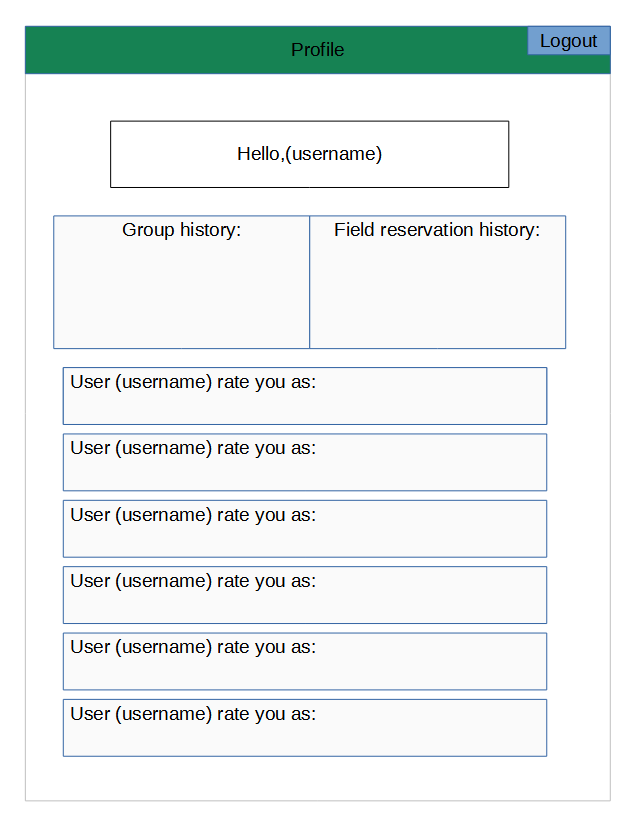 Profile
Logout
Hello,(username)
Group history:
Field reservation history:
User (username) rate you as:
User (username) rate you as:
User (username) rate you as:
User (username) rate you as:
User (username) rate you as:
User (username) rate you as: